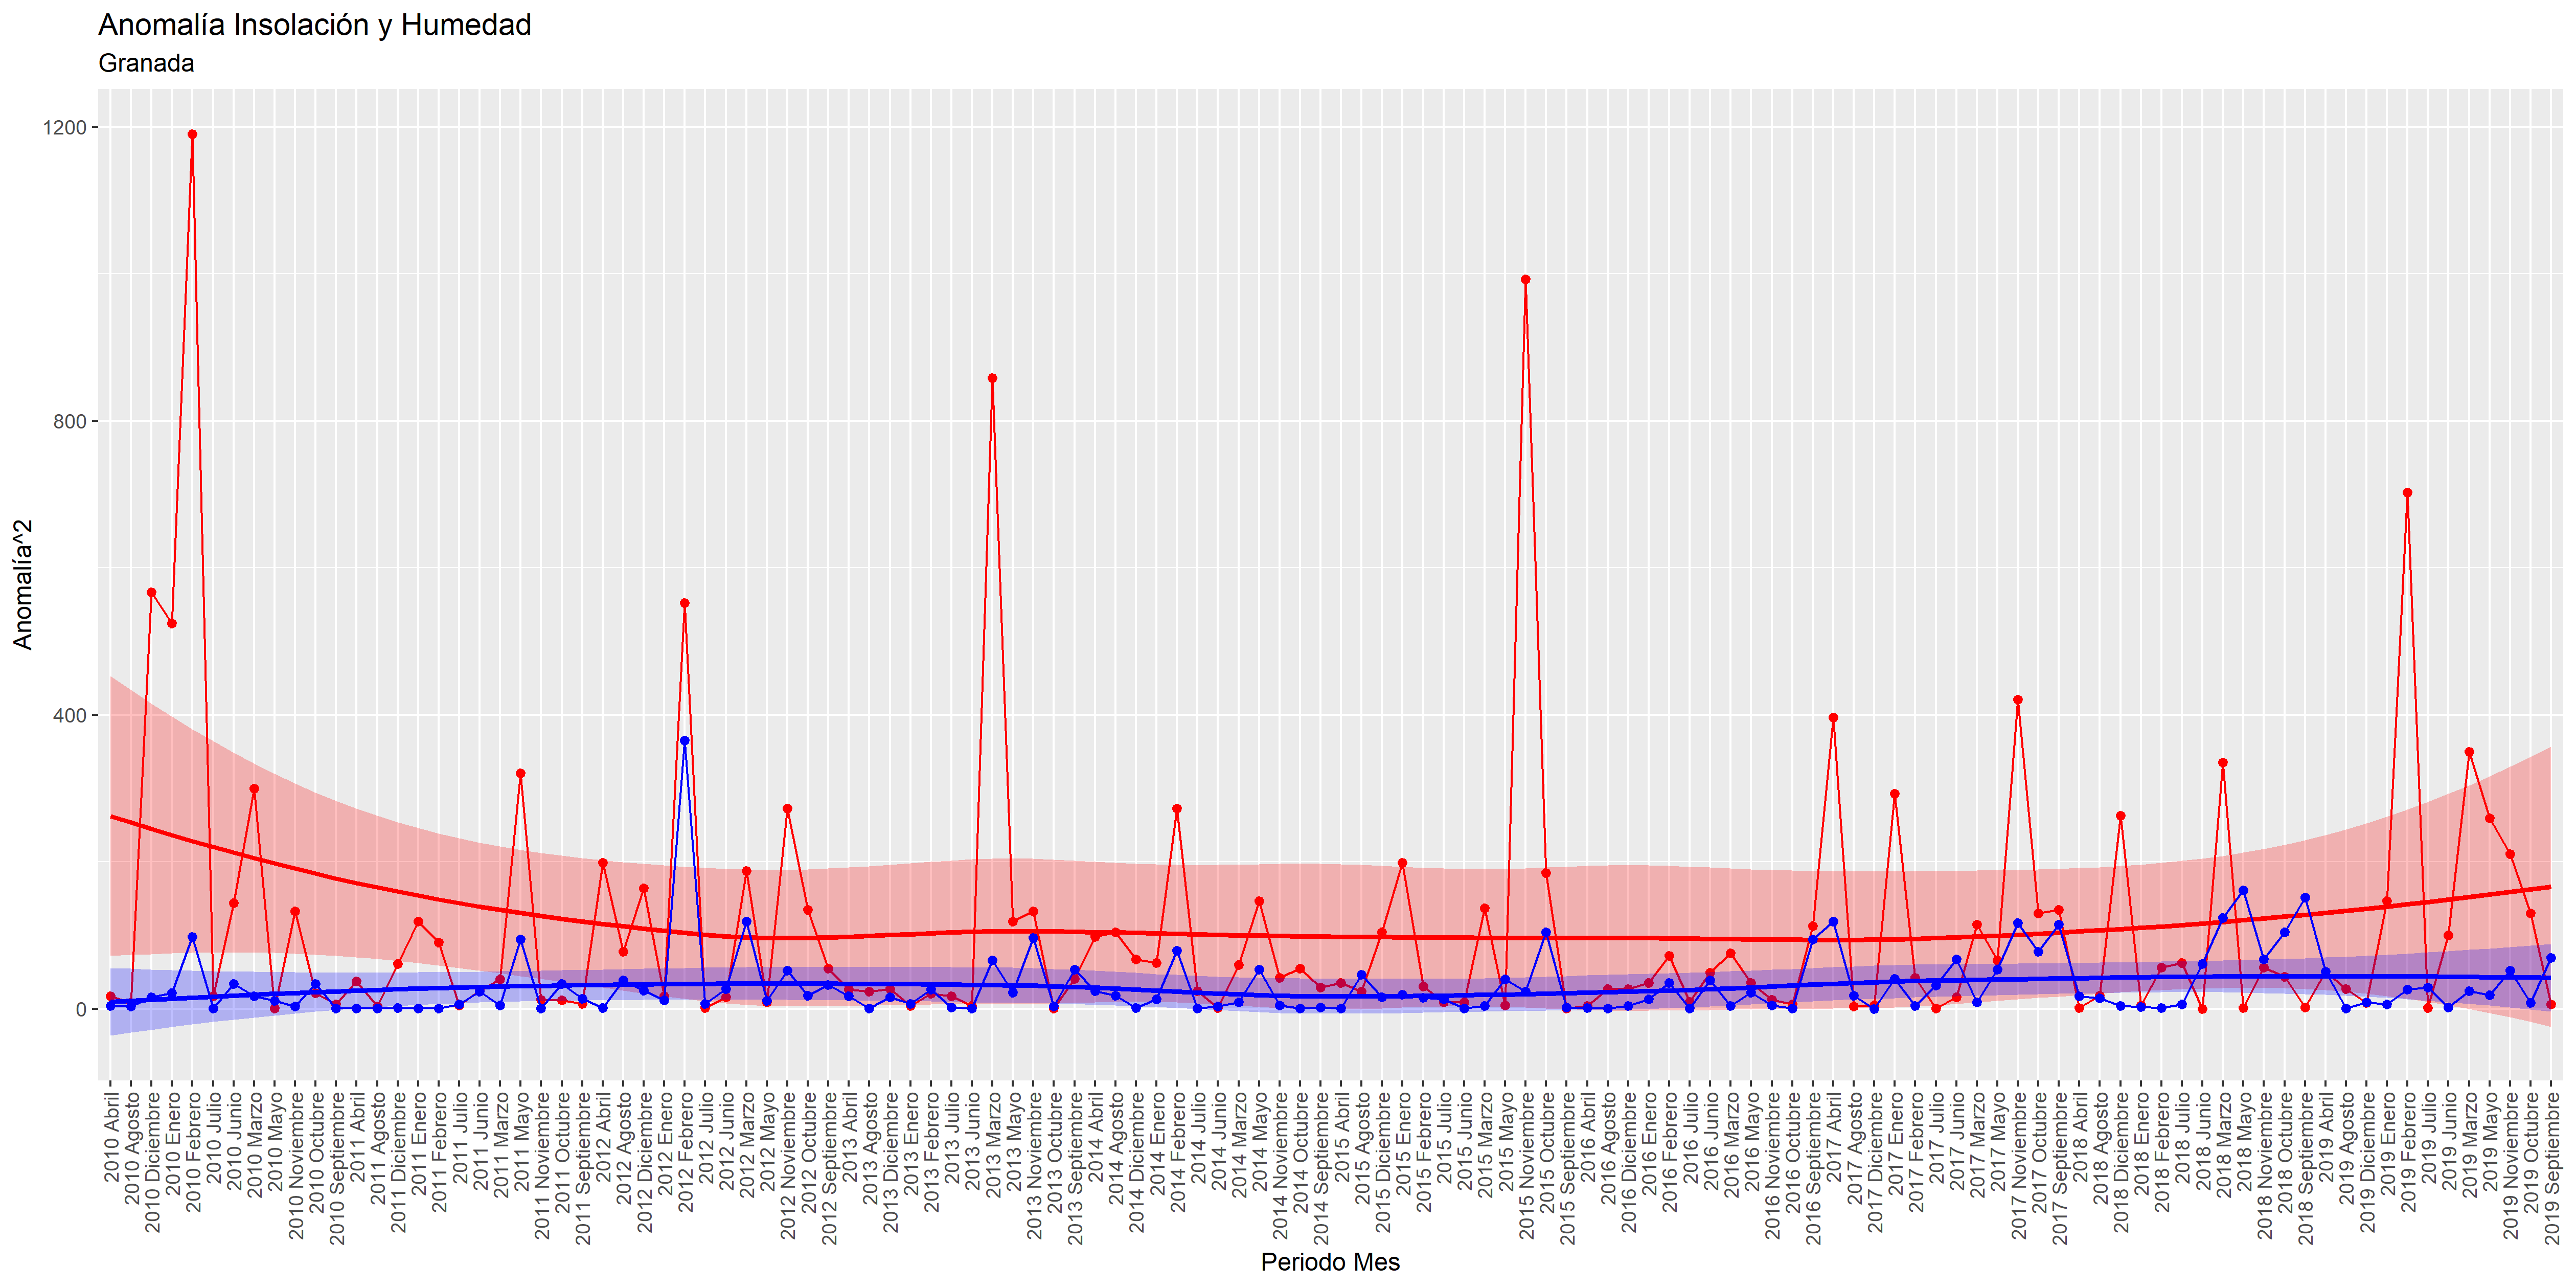 Anomalía Insolación y Humedad
Granada
Anomalía^2
1200
800
400
0
2010 Abril
2010 Agosto
2010 Diciembre
2010 Enero
2010 Febrero
2010 Julio
2010 Junio
2010 Marzo
2010 Mayo
2010 Noviembre
2010 Octubre
2010 Septiembre
2011 Abril
2011 Agosto
2011 Diciembre
2011 Enero
2011 Febrero
2011 Julio
2011 Junio
2011 Marzo
2011 Mayo
2011 Noviembre
2011 Octubre
2011 Septiembre
2012 Abril
2012 Agosto
2012 Diciembre
2012 Enero
2012 Febrero
2012 Julio
2012 Junio
2012 Marzo
2012 Mayo
2012 Noviembre
2012 Octubre
2012 Septiembre
2013 Abril
2013 Agosto
2013 Diciembre
2013 Enero
2013 Febrero
2013 Julio
2013 Junio
2013 Marzo
2013 Mayo
2013 Noviembre
2013 Octubre
2013 Septiembre
2014 Abril
2014 Agosto
2014 Diciembre
2014 Enero
2014 Febrero
2014 Julio
2014 Junio
2014 Marzo
2014 Mayo
2014 Noviembre
2014 Octubre
2014 Septiembre
2015 Abril
2015 Agosto
2015 Diciembre
2015 Enero
2015 Febrero
2015 Julio
2015 Junio
2015 Marzo
2015 Mayo
2015 Noviembre
2015 Octubre
2015 Septiembre
2016 Abril
2016 Agosto
2016 Diciembre
2016 Enero
2016 Febrero
2016 Julio
2016 Junio
2016 Marzo
2016 Mayo
2016 Noviembre
2016 Octubre
2016 Septiembre
2017 Abril
2017 Agosto
2017 Diciembre
2017 Enero
2017 Febrero
2017 Julio
2017 Junio
2017 Marzo
2017 Mayo
2017 Noviembre
2017 Octubre
2017 Septiembre
2018 Abril
2018 Agosto
2018 Diciembre
2018 Enero
2018 Febrero
2018 Julio
2018 Junio
2018 Marzo
2018 Mayo
2018 Noviembre
2018 Octubre
2018 Septiembre
2019 Abril
2019 Agosto
2019 Diciembre
2019 Enero
2019 Febrero
2019 Julio
2019 Junio
2019 Marzo
2019 Mayo
2019 Noviembre
2019 Octubre
2019 Septiembre
Periodo Mes